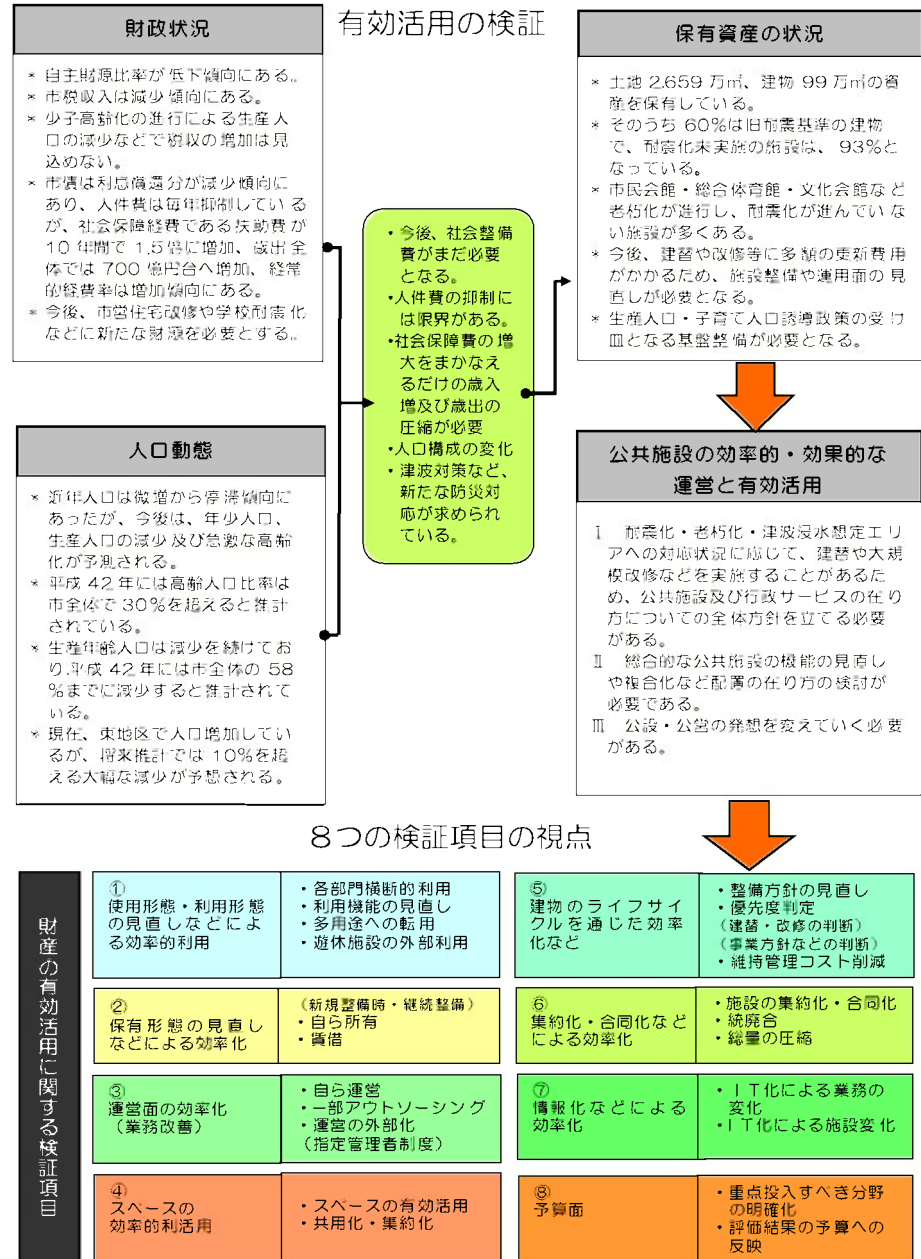 有効活用の検証
財政状況
* 自主財源比率が低下傾向にある。
* 市税収入は減少傾向にある。
* 少子高齢化の進行による生産人
口の減少などで税収の増加は見
込めない。
* 市債は利息償還分が減少傾向に
あり、人件費は毎年抑制している
が、社会保障経費である扶助費が
10年間で1.5倍に増加、歳出全
体では700億円台へ増加、経常
的経費率は増加傾向にある。
* 今後、市営住宅改修や学校耐震化
などに新たな財源を必要とする。
人口動態
* 近年人口は微増から停滞傾向に
あったが、今後は、年少人口、
生産人口の減少及び急激な高齢
化が予測される。
* 平成42年には高齢人口比率は
市全体で30%を超えると推計
されている。
* 生産年齢人口は減少を続けてお
り.平成42年には市全体の58
%までに減少すると推計されて
いる。
* 現在、東地区で人口増加してい
るが、将来推計では10%を超
える大幅な減少が予想される。
・今後、社会整備
費がまだ必要
となる。
・人件費の抑制に
は限界がある。
・社会保障費の増
大をまかなえ
るだけの歳入
増及び歳出の
圧縮が必要
・人口構成の変化
・津波対策など、
新たな防災対
応が求められ
ている。
保有資産の状況
* 土地2,659万㎡、建物99万㎡の資
産を保有している。
* そのうち60%は旧耐震基準の建物
で、耐震化未実施の施設は、93%と
なっている。
* 市民会館・総合体育館・文化会館など
老朽化が進行し、耐震化が進んでいな
い施設が多くある。
* 今後、建替や改修等に多額の更新費用
がかかるため、施設整備や運用面の見
直しが必要となる。
* 生産人口・子育て人口誘導政策の受け
皿となる基盤整備が必要となる。
公共施設の効率的・効果的な
運営と有効活用
Ⅰ 耐震化・老朽化・津波浸水想定エリ
アへの対応状況に応じて、建替や大規
模改修などを実施することがあるた
め、公共施設及び行政サービスの在り
方についての全体方針を立てる必要
がある。
Ⅱ 総合的な公共施設の機能の見直し
や複合化など配置の在り方の検討が
必要である。
Ⅲ 公設・公営の発想を変えていく必要
がある。
8つの検証項目の視点
財産の有効活用に関する検証項目
①
使用形態・利用形態
の見直しなどによ
る効率的利用
・各部門横断的利用
・利用機能の見直し
・多用途への転用
・遊休施設の外部利用
②
保有形態の見直し
などによる効率化
(新規整備時・継続整備)
・自ら所有
・賃借
③
運営面の効率化
(業務改善)
・自ら運営
・一部アウトソーシング
・運営の外部化
(指定管理者制度)
④
スペースの
効率的利活用
・スペースの有効活用
・共用化・集約化
⑤
建物のライフサイ
クルを通じた効率
化など
・整備方針の見直し
・優先度判定
(建替・改修の判断)
(事業方針などの判断)
・維持管理コスト削減
⑥
集約化・合同化など
による効率化
・施設の集約化・合同化
・統廃合
・総量の圧縮
⑦
情報化などによる
効率化
・IT化による業務の
変化
・IT化による施設変化
⑧
予算面
・重点投入すべき分野
の明確化
・評価結果の予算への
反映